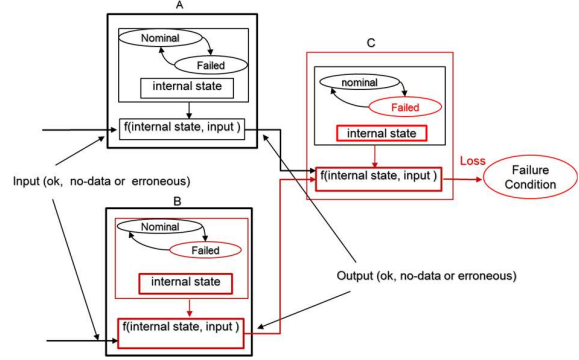 A
Nominal
Failed
internal state
f(internal state, input )
C
nominal
Failed
internal state
f(internal state, input )
Loss
Failure
Condition
Input (ok, no-data or erroneous)
B
Nominal
Failed
internal state
f(internal state, input )
Output (ok, no-data or erroneous)